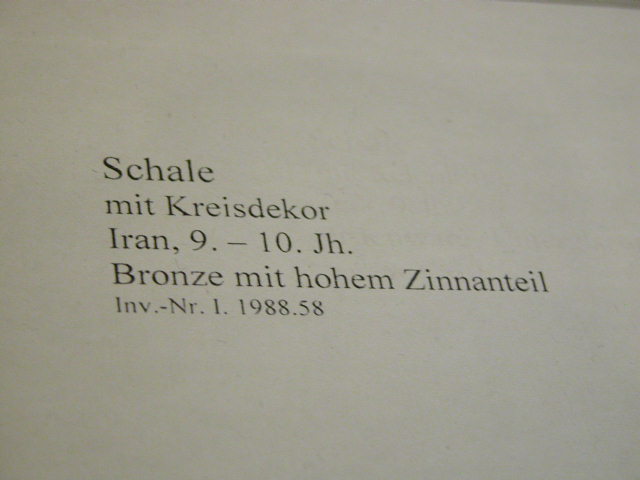 Schale
mit Kreisdekor
Iran, 9. – 10. Jh.
Bronze mit hohem Zinnanteil
Inv.-Nr. I. 1988.58